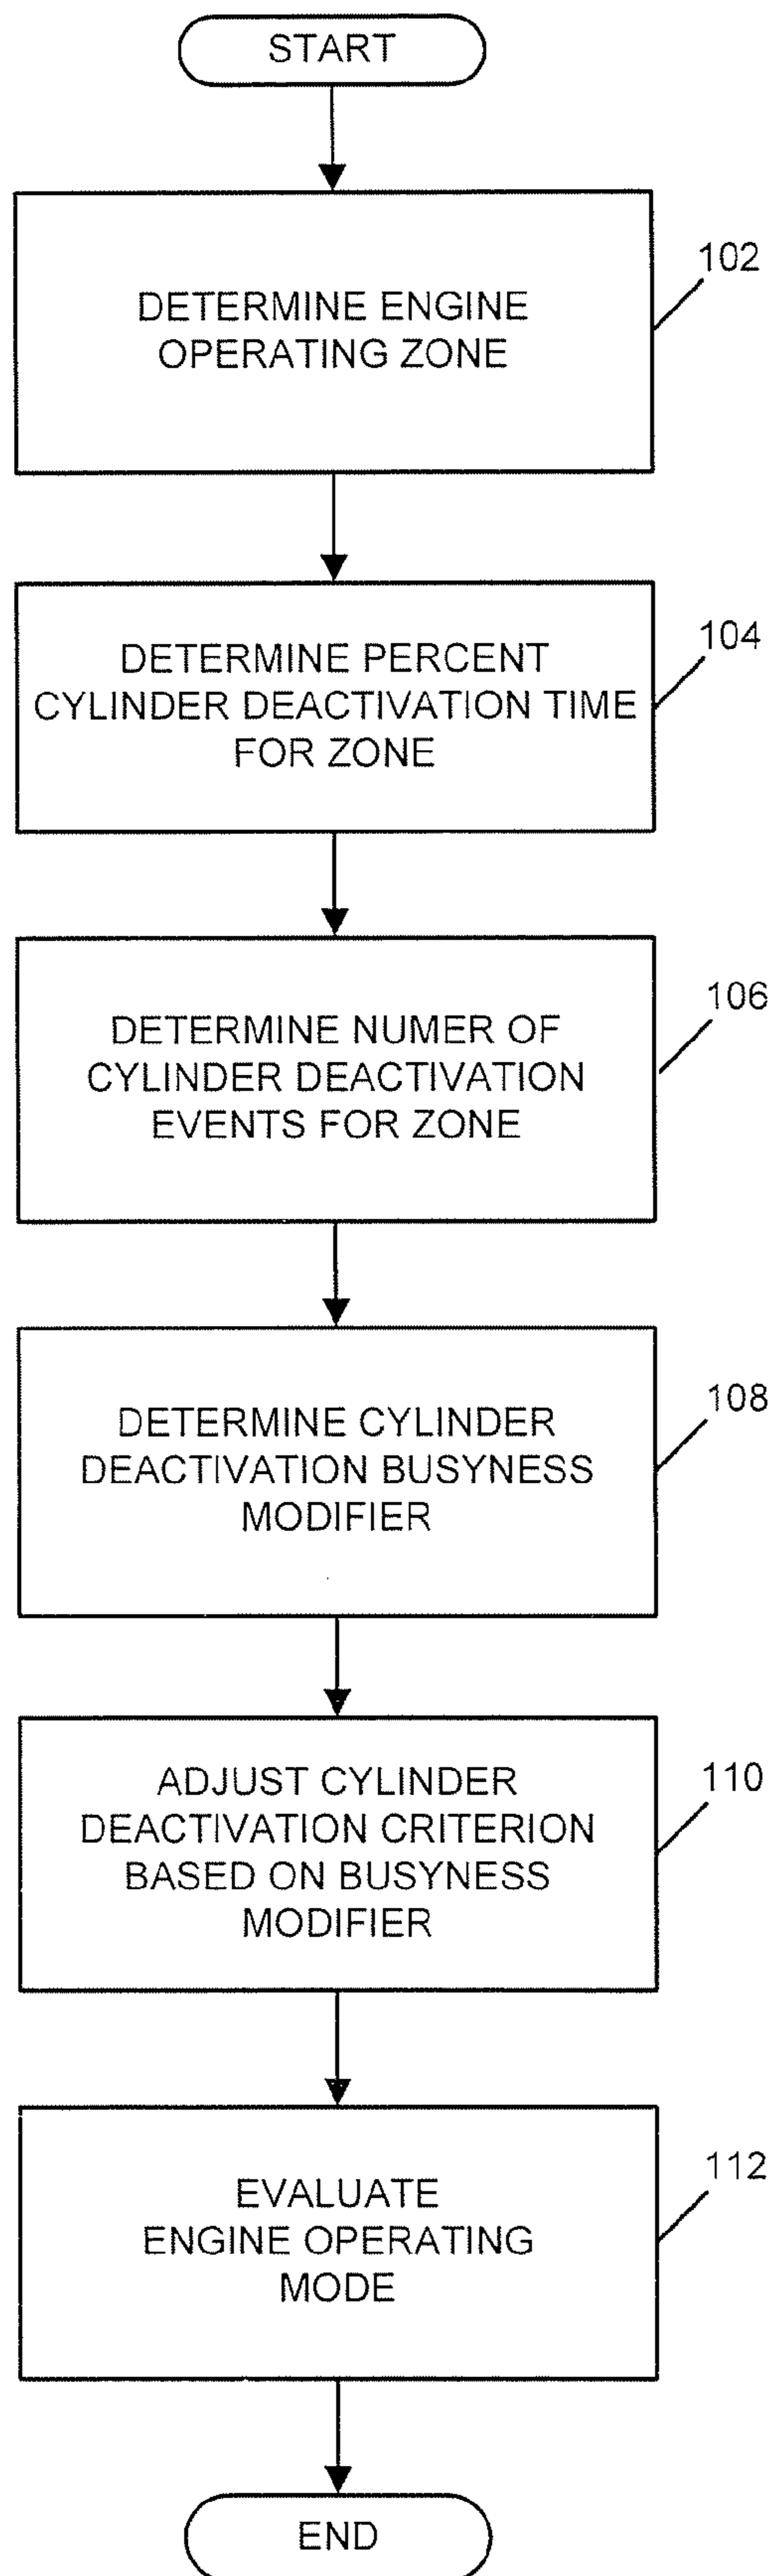 START
DETERMINE ENGINE
OPERATING ZONE
102
DETERMINE PERCENT
CYLINDER DEACTIVATION TIME
FOR ZONE
104
DETERMINE NUMER OF
CYLINDER DEACTIVATION
EVENTS FOR ZONE
106
DETERMINE CYLINDER
DEACTIVATION BUSYNESS
MODIFIER
108
ADJUST CYLINDER
DEACTIVATION CRITERION
BASED ON BUSYNESS
MODIFIER
110
EVALUATE
ENGINE OPERATING
MODE
112
END